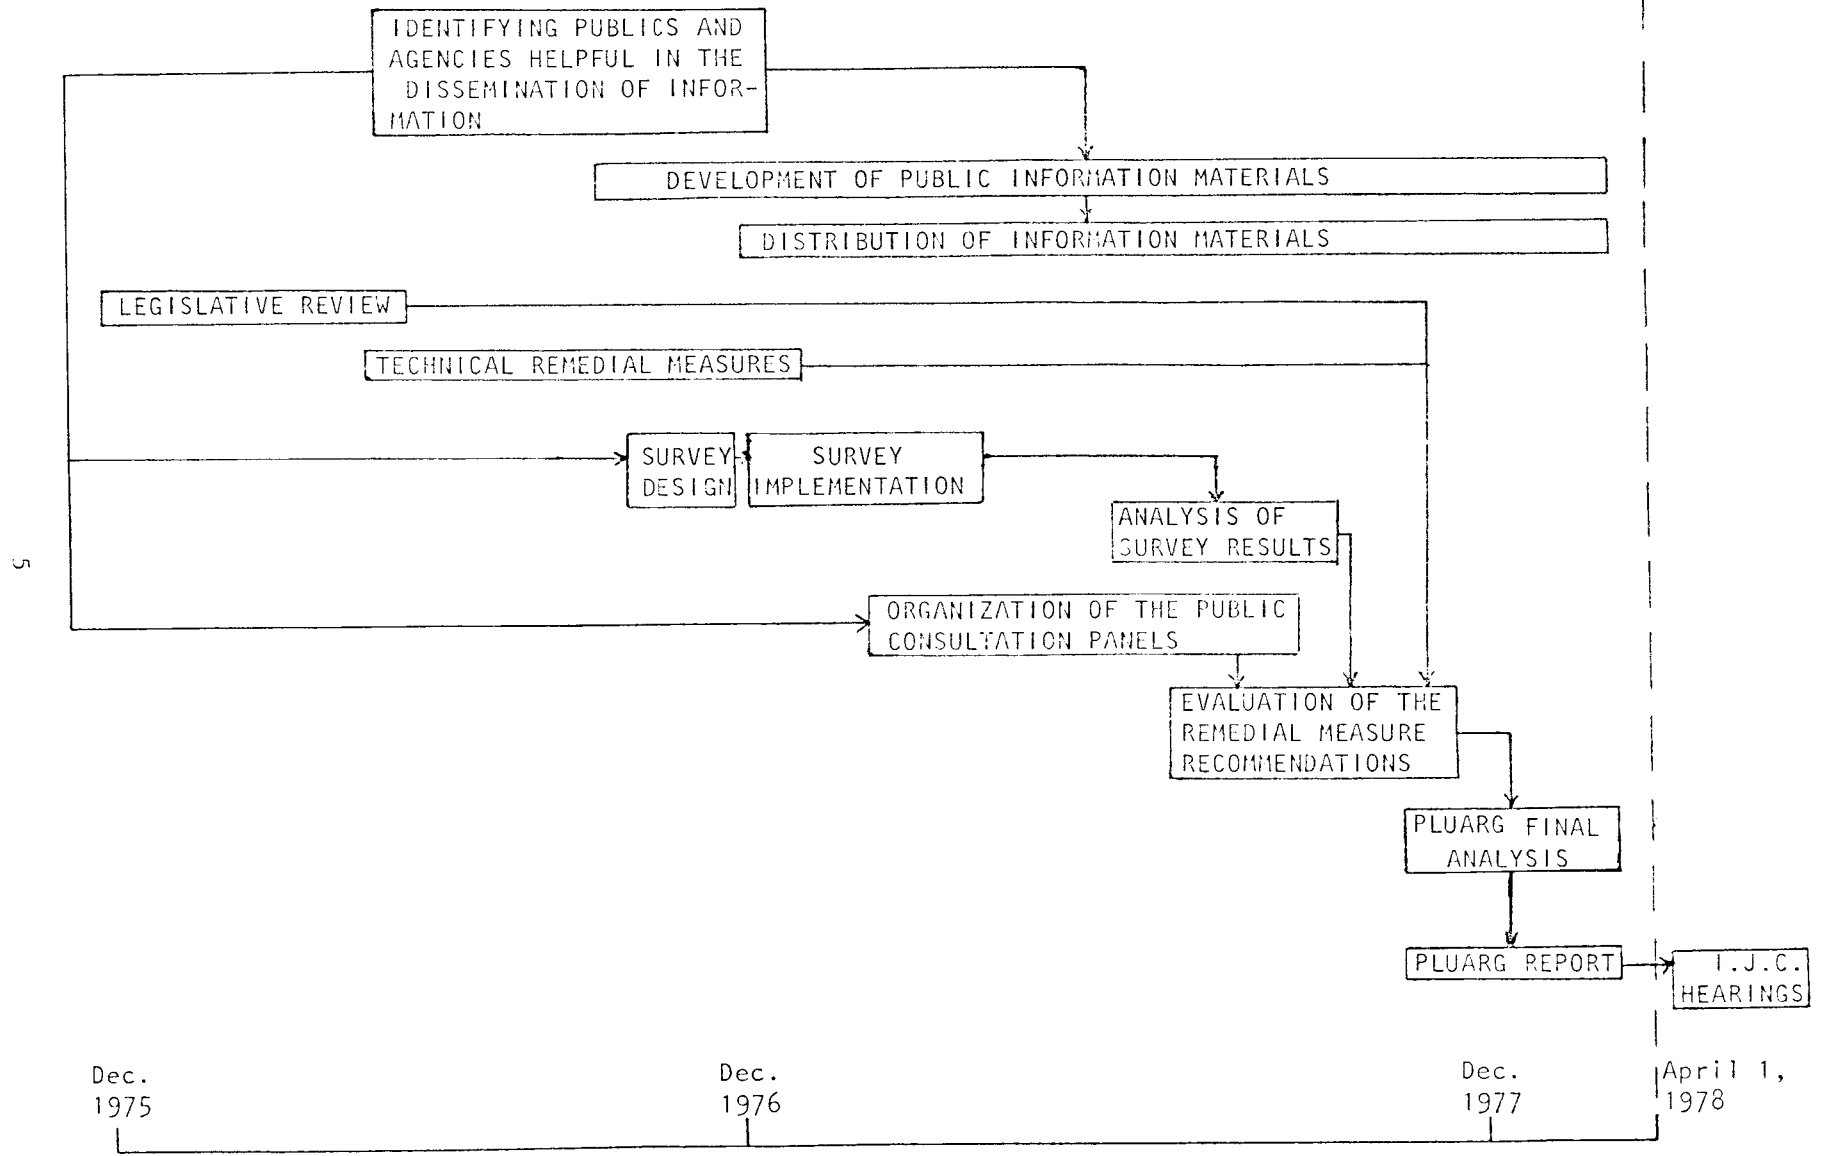 IDENTIFYING PUBLICS AND
AGENCIES HELPFUL IN THE
DISSEMINATION OF INFOR-
MATION
DEVELOPMENT OF PUBLIC INFORMATION MATERIALS
DISTRIBUTION OF INFORMATION MATERIALS
LEGISLATIVE REVIEW
TECHNICAL REMEDIAL MEASURES
SURVEY
DESIGN
SURVEY
IMPLEMENTATION
ANALYSIS OF
SURVEY RESULTS
5
ORGANIZATION OF THE PUBLIC
CONSULTATION PANELS
EVALUATION OF THE
REMEDIAL MEASURE
RECOMMENDATIONS
PLUARG FINAL
ANALYSIS
PLUARG REPORT
I.J.C.
HEARINGS
Dec.
1975
Dec.
1976
Dec.
1977
April 1,
1978